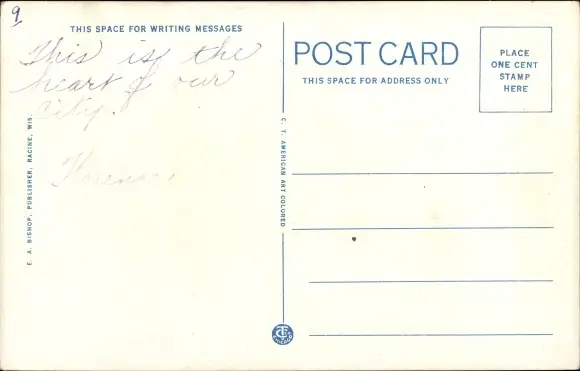 9
THIS SPACE FOR WRITING MESSAGES
This is the
heart of our
city.
Florence.
E. A. BISHOP, PUBLISHER, RACINE, WIS.
C. T. AMERICAN ART COLORED
POST CARD
THIS SPACE FOR ADDRESS ONLY
PLACE
ONE CENT
STAMP
HERE